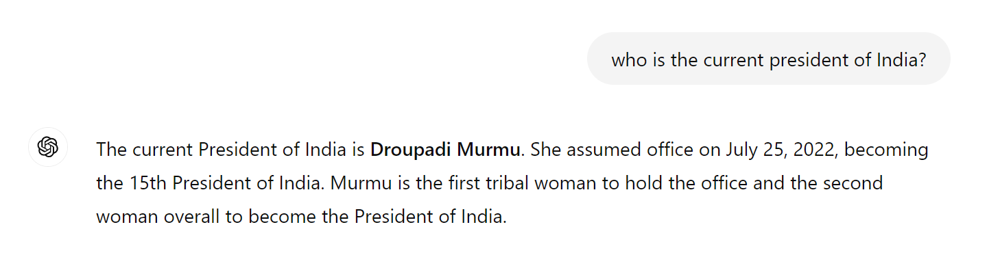 who is the current president of India?
The current President of India is Droupadi Murmu. She assumed office on July 25, 2022, becoming
the 15th President of India. Murmu is the first tribal woman to hold the office and the second
woman overall to become the President of India.